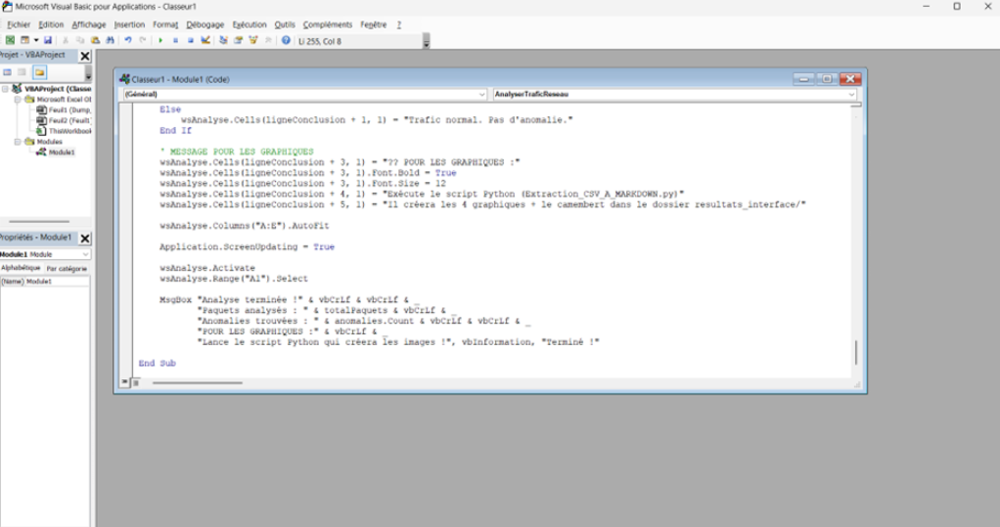 Microsoft Visual Basic pour Applications - Classeur1
Fichier Edition Affichage Insertion Format Débogage Exécution Outils Compléments Fenêtre ?
Li 255, Col 8
Projet - VBAProject
VBAProject (Classe
Microsoft Excel Ob
Feuil1 (Dump,
Feuil2 (Feuil1
ThisWorkbook
Modules
Module1
Propriétés - Module1
Module1 Module
Alphabétique Par catégorie
(Name) Module1
Classeur1 - Module1 (Code)
(Général) AnalyserTraficReseau
Else
wsAnalyse.Cells(ligneConclusion + 1, 1) = "Trafic normal. Pas d'anomalie."
End If
' MESSAGE POUR LES GRAPHIQUES
wsAnalyse.Cells(ligneConclusion + 3, 1) = "?? POUR LES GRAPHIQUES :"
wsAnalyse.Cells(ligneConclusion + 3, 1).Font.Bold = True
wsAnalyse.Cells(ligneConclusion + 3, 1).Font.Size = 12
wsAnalyse.Cells(ligneConclusion + 4, 1) = "Exécute le script Python (Extraction_CSV_A_MARKDOWN.py)"
wsAnalyse.Cells(ligneConclusion + 5, 1) = "Il créera les 4 graphiques + le camembert dans le dossier resultats_interface/"
wsAnalyse.Columns("A:E").AutoFit
Application.ScreenUpdating = True
wsAnalyse.Activate
wsAnalyse.Range("A1").Select
MsgBox "Analyse terminée !" & vbCrLf & vbCrLf & _
"Paquets analysés : " & totalPaquets & vbCrLf & _
"Anomalies trouvées : " & anomalies.Count & vbCrLf & vbCrLf & _
"POUR LES GRAPHIQUES :" & vbCrLf & _
"Lance le script Python qui créera les images !", vbInformation, "Terminé !"
End Sub